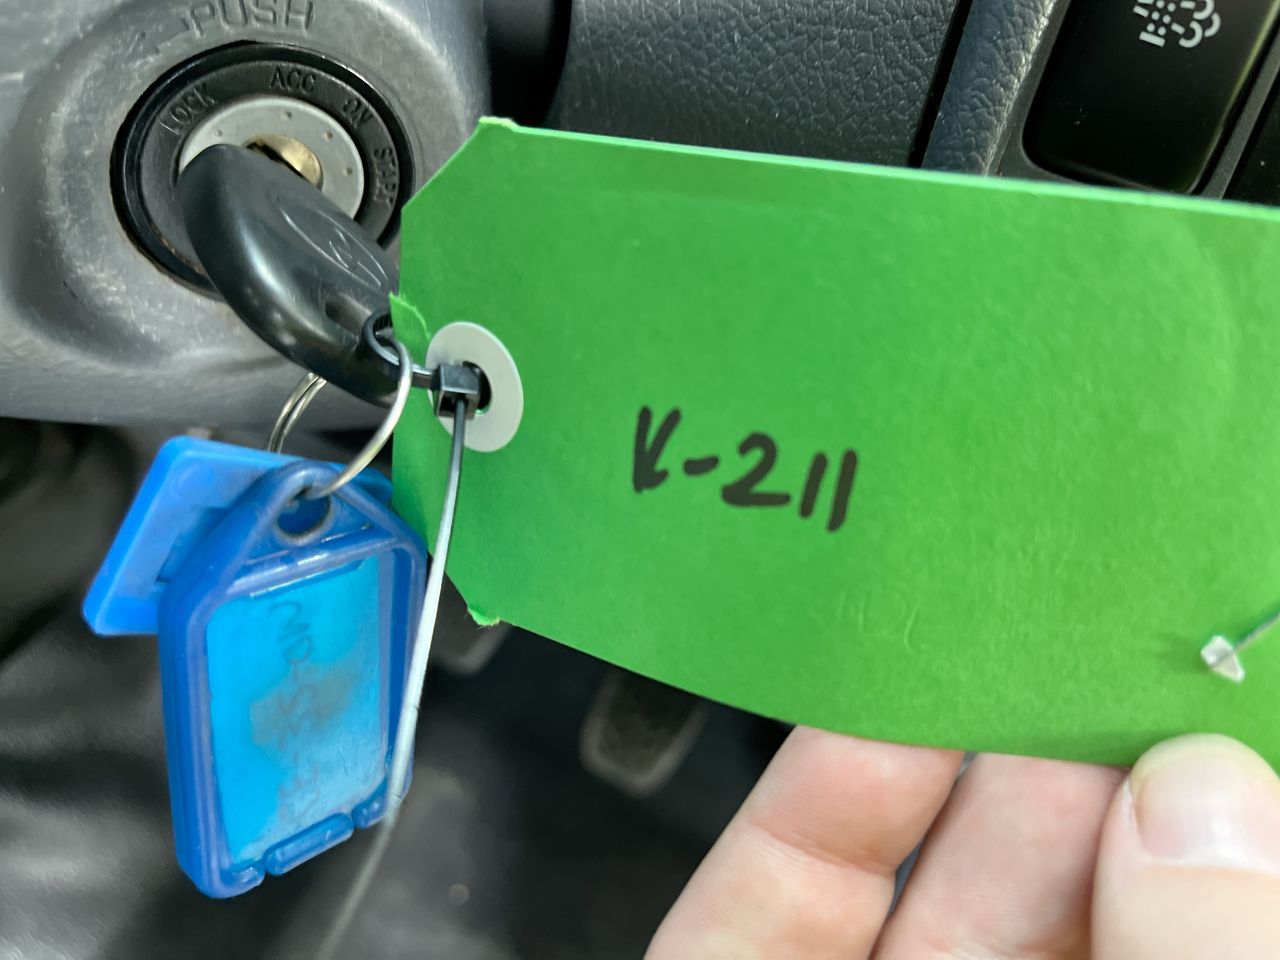 PUSH
LOCK
ACC
ON
START
K-211